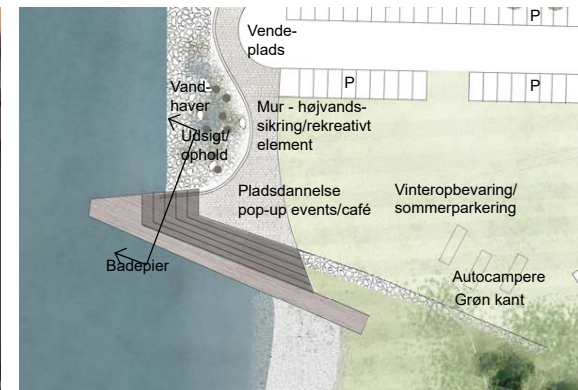 P
Vende-
plads
P
P
Vand-
haver
Mur - højvands-
sikring/rekreativt
element
Udsigt/
ophold
Pladsdannelse
pop-up events/café
Vinteropbevaring/
sommerparkering
Badepier
Autocampere
Grøn kant